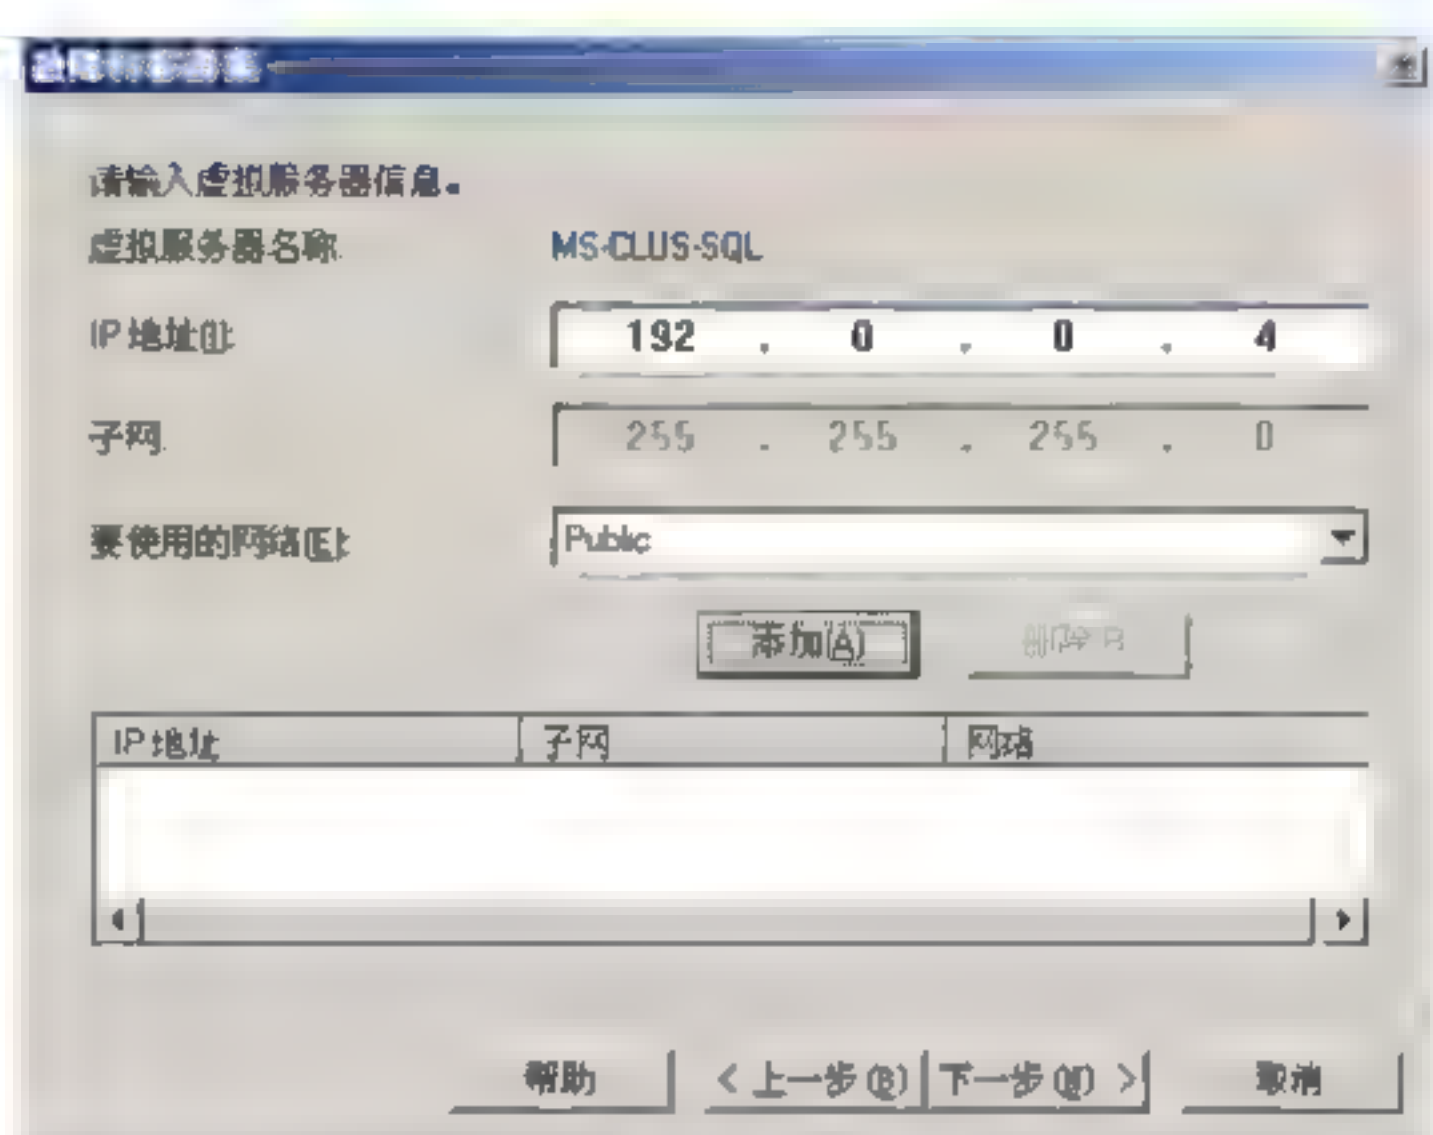 请输入虚拟服务器信息。
虚拟服务器名称 MS-CLUS-SQL
IP 地址(I): 192 . 0 . 0 . 4
子网: 255 . 255 . 255 . 0
要使用的网络(E): Public
添加(A) 删除(R)
IP 地址 子网 网络
帮助 < 上一步(B) 下一步(N) > 取消